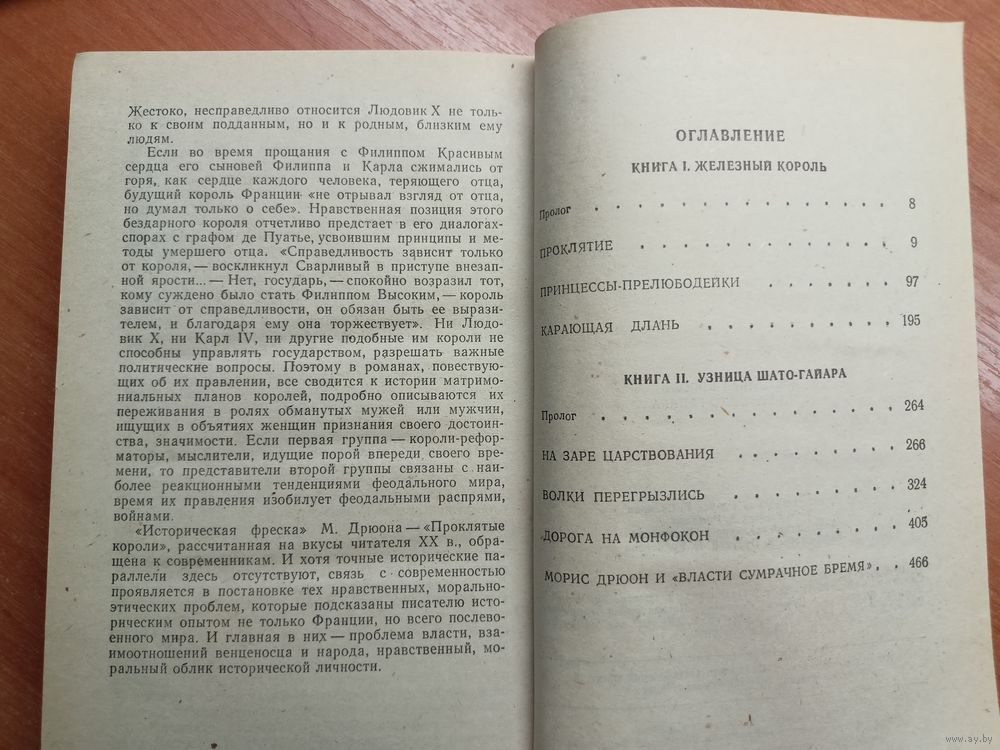 Жестоко, несправедливо относится Людовик X не толь-
ко к своим подданным, но и к родным, близким ему
людям.
Если во время прощания с Филиппом Красивым
сердца его сыновей Филиппа и Карла сжимались от
горя, как сердце каждого человека, теряющего отца,
будущий король Франции «не отрывал взгляд от отца,
но думал только о себе». Нравственная позиция этого
бездарного короля отчетливо предстает в его диалогах-
спорах с графом де Пуатье, усвоившим принципы и ме-
тоды умершего отца. «Справедливость зависит только
от короля, — воскликнул Сварливый в приступе внезап-
ной ярости... — Нет, государь, — спокойно возразил тот,
кому суждено было стать Филиппом Высоким, — король
зависит от справедливости, он обязан быть ее вырази-
телем, и благодаря ему она торжествует». Ни Людо-
вик X, ни Карл IV, ни другие подобные им короли не
способны управлять государством, разрешать важные
политические вопросы. Поэтому в романах, повествую-
щих об их правлении, все сводится к истории матримо-
ниальных планов королей, подробно описываются их
переживания в ролях обманутых мужей или мужчин,
ищущих в объятиях женщин признания своего достоин-
ства, значимости. Если первая группа — короли-рефор-
маторы, мыслители, идущие порой впереди своего вре-
мени, то представители второй группы связаны с наи-
более реакционными тенденциями феодального мира,
время их правления изобилует феодальными распрями,
войнами.
«Историческая фреска» М. Дрюона — «Проклятые
короли», рассчитанная на вкусы читателя XX в., обра-
щена к современникам. И хотя точные исторические па-
раллели здесь отсутствуют, связь с современностью
проявляется в постановке тех нравственных, морально-
этических проблем, которые подсказаны писателю исто-
рическим опытом не только Франции, но всего послево-
енного мира. И главная в них — проблема власти, вза-
имоотношений венценосца и народа, нравственный, мо-
ральный облик исторической личности.
ОГЛАВЛЕНИЕ
КНИГА I. ЖЕЛЕЗНЫЙ КОРОЛЬ
Пролог . . . . . . . . . . . . . . 8
ПРОКЛЯТИЕ . . . . . . . . . . . . 9
ПРИНЦЕССЫ-ПРЕЛЮБОДЕЙКИ . . . . . . 97
КАРАЮЩАЯ ДЛАНЬ . . . . . . . . . 195
КНИГА II. УЗНИЦА ШАТО-ГАЙАРА
Пролог . . . . . . . . . . . . . . 264
НА ЗАРЕ ЦАРСТВОВАНИЯ . . . . . . . 266
ВОЛКИ ПЕРЕГРЫЗЛИСЬ . . . . . . . . 324
ДОРОГА НА МОНФОКОН . . . . . . . . 405
МОРИС ДРЮОН И «ВЛАСТИ СУМРАЧНОЕ БРЕМЯ» . . 466
www.ay.by